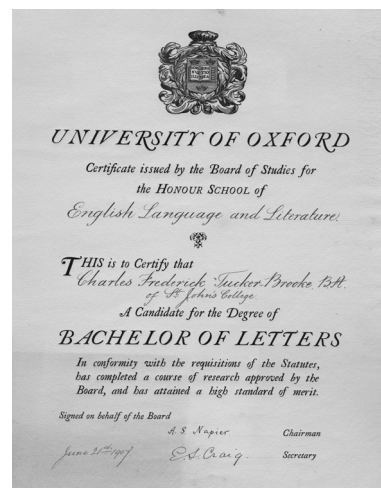 UNIVERSITY OF OXFORD
Certificate issued by the Board of Studies for
the HONOUR SCHOOL of
English Language and Literature.
THIS is to Certify that
Charles Frederick Tucker Brooke B.A.
of St John's College
A Candidate for the Degree of
BACHELOR OF LETTERS
In conformity with the requisitions of the Statutes,
has completed a course of research approved by the
Board, and has attained a high standard of merit.
Signed on behalf of the Board
A. S. Napier Chairman
June 21st 1907 E.S. Craig. Secretary